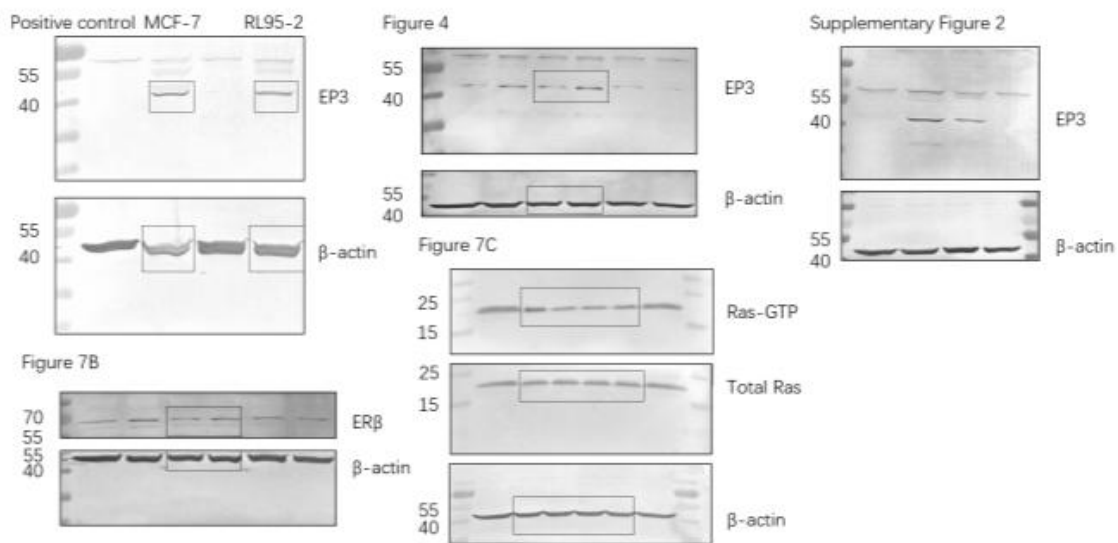 Positive control MCF-7 RL95-2
55
40
EP3
55
40
β-actin
Figure 7B
70
55
ERβ
55
40
β-actin
Figure 4
55
40
EP3
55
40
β-actin
Figure 7C
25
15
Ras-GTP
25
15
Total Ras
55
40
β-actin
Supplementary Figure 2
55
40
EP3
55
40
β-actin